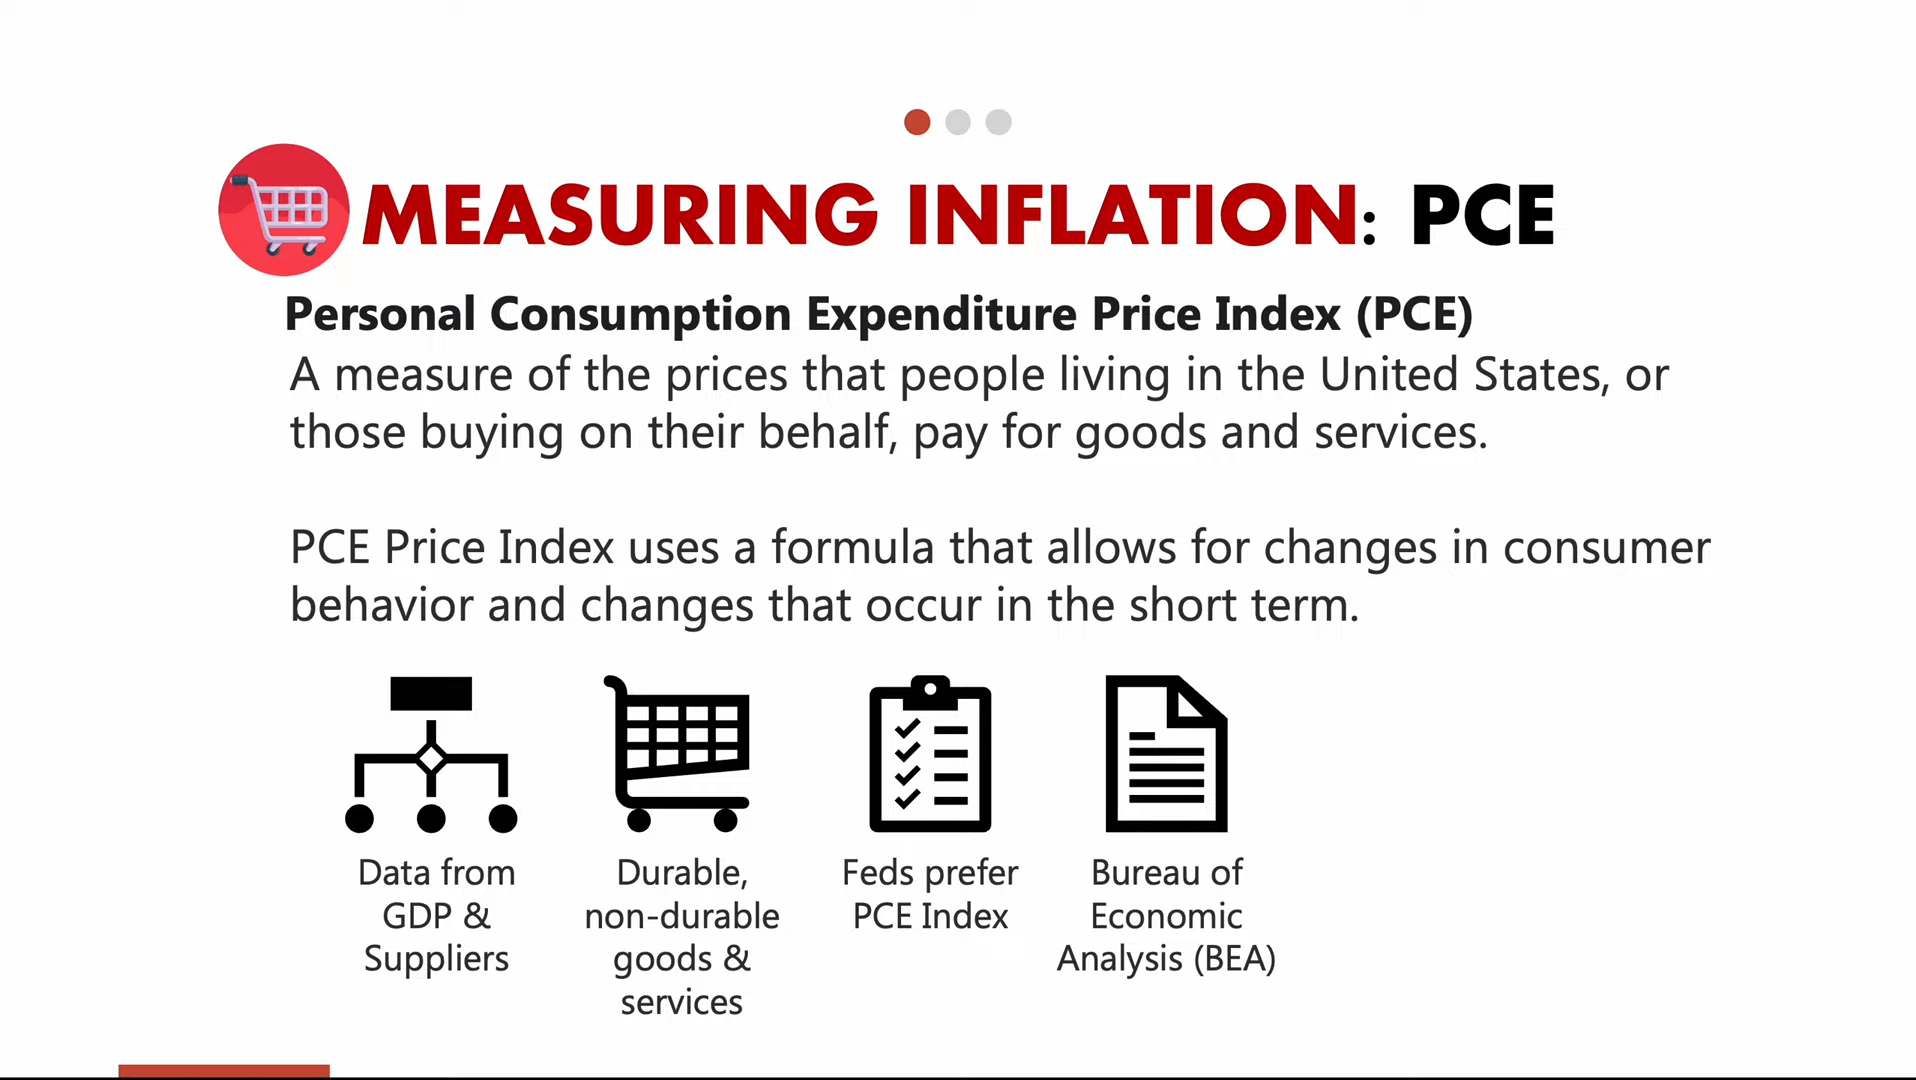 MEASURING INFLATION: PCE
Personal Consumption Expenditure Price Index (PCE)
A measure of the prices that people living in the United States, or
those buying on their behalf, pay for goods and services.
PCE Price Index uses a formula that allows for changes in consumer
behavior and changes that occur in the short term.
Data from
GDP &
Suppliers
Durable,
non-durable
goods &
services
Feds prefer
PCE Index
Bureau of
Economic
Analysis (BEA)